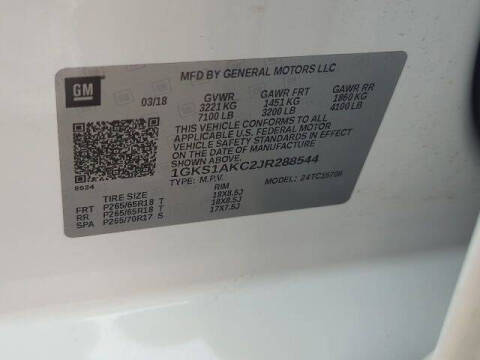 GM
MFD BY GENERAL MOTORS LLC
03/18
GVWR GAWR FRT GAWR RR
3221 KG 1451 KG 1860 KG
7100 LB 3200 LB 4100 LB
THIS VEHICLE CONFORMS TO ALL
APPLICABLE U.S. FEDERAL MOTOR
VEHICLE SAFETY STANDARDS IN EFFECT
ON THE DATE OF MANUFACTURE SHOWN ABOVE.
1GKS1AKC2JR288544
TYPE: M.P.V. MODEL:
TIRE SIZE RIM
FRT P265/65R18 T 18X8.5J
RR P265/65R18 T 18X8.5J
SPA P255/70R17 S 17X7.5J